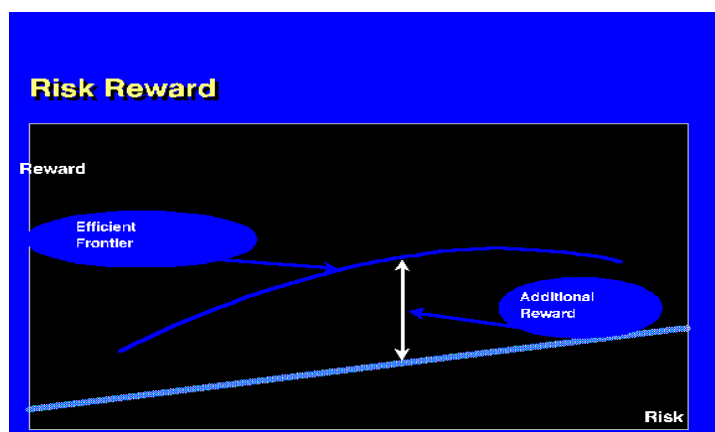 Risk Reward
Reward
Efficient
Frontier
Additional
Reward
Risk